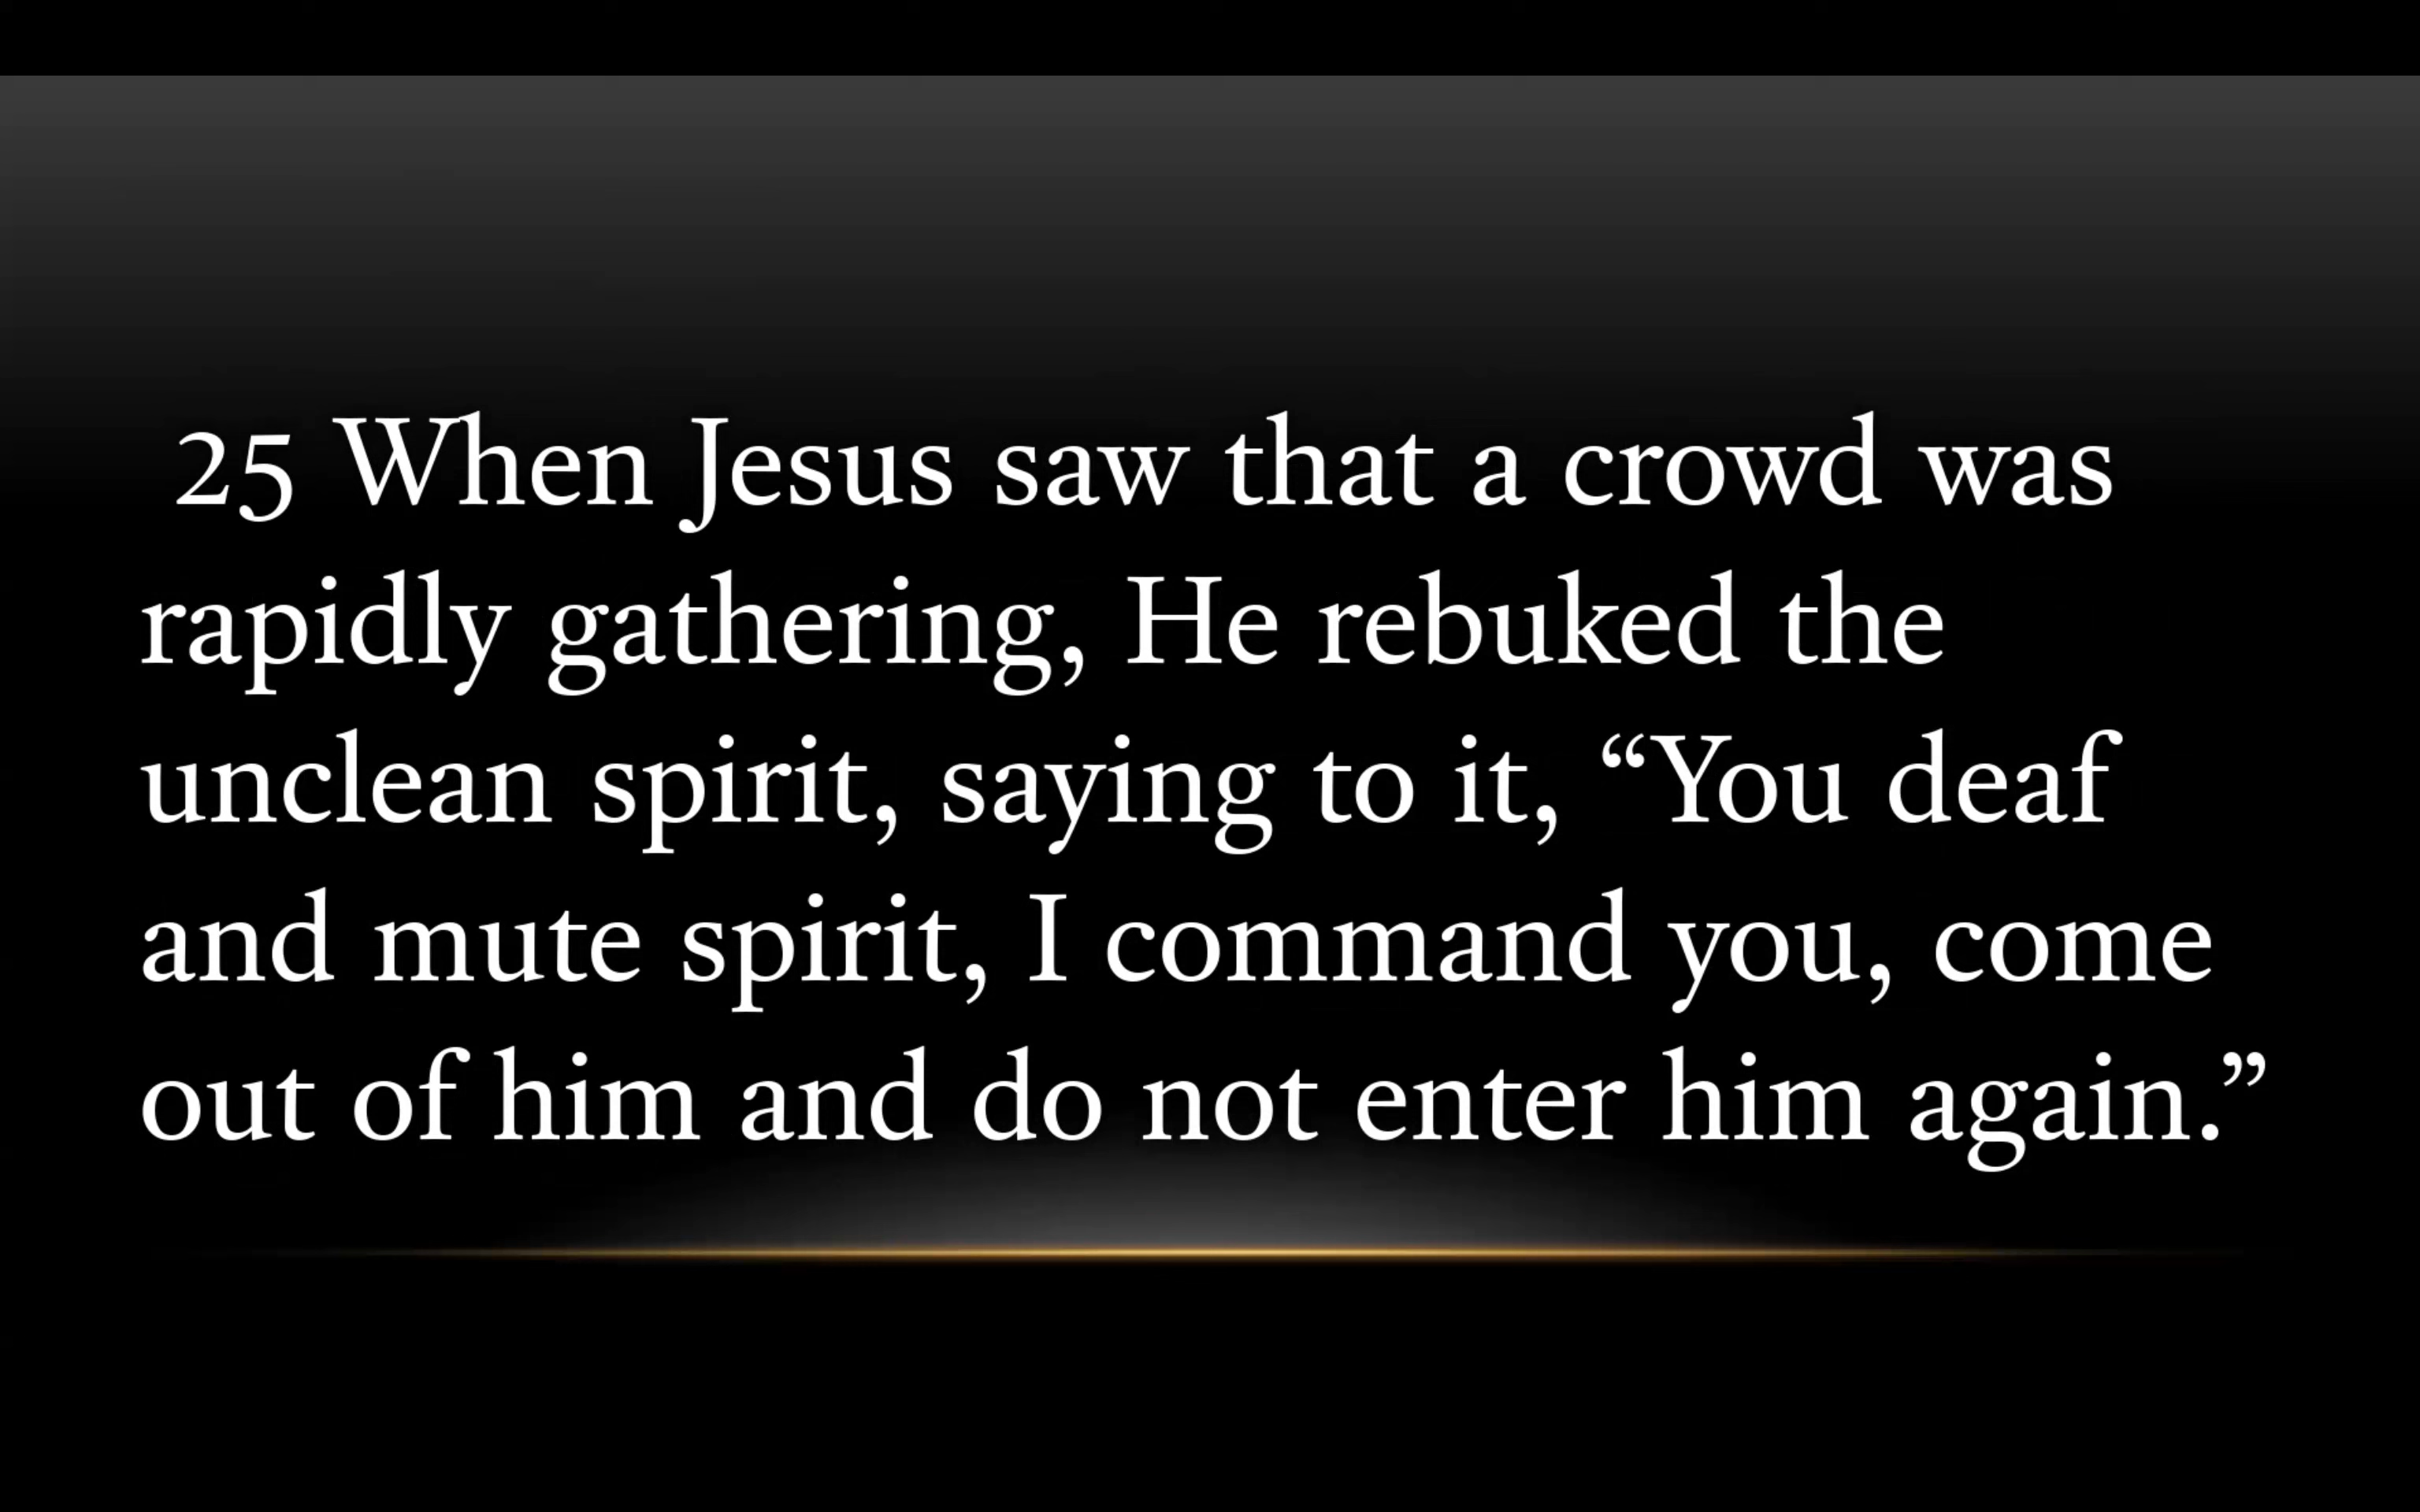 25 When Jesus saw that a crowd was
rapidly gathering, He rebuked the
unclean spirit, saying to it, “You deaf
and mute spirit, I command you, come
out of him and do not enter him again.”